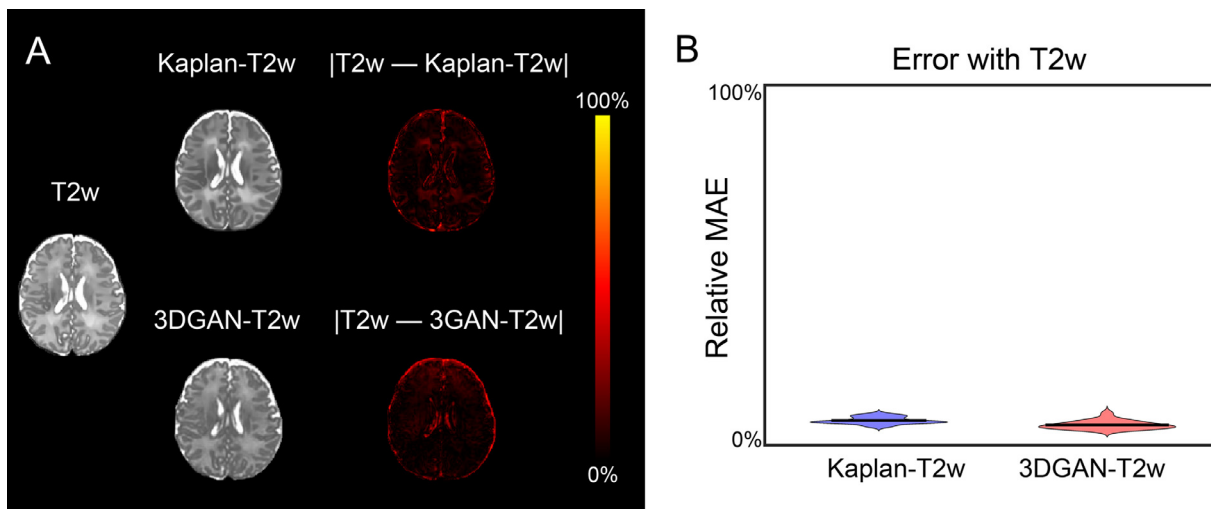 A
Kaplan-T2w
|T2w — Kaplan-T2w|
100%
T2w
3DGAN-T2w
|T2w — 3GAN-T2w|
0%
B
Error with T2w
100%
Relative MAE
0%
Kaplan-T2w
3DGAN-T2w